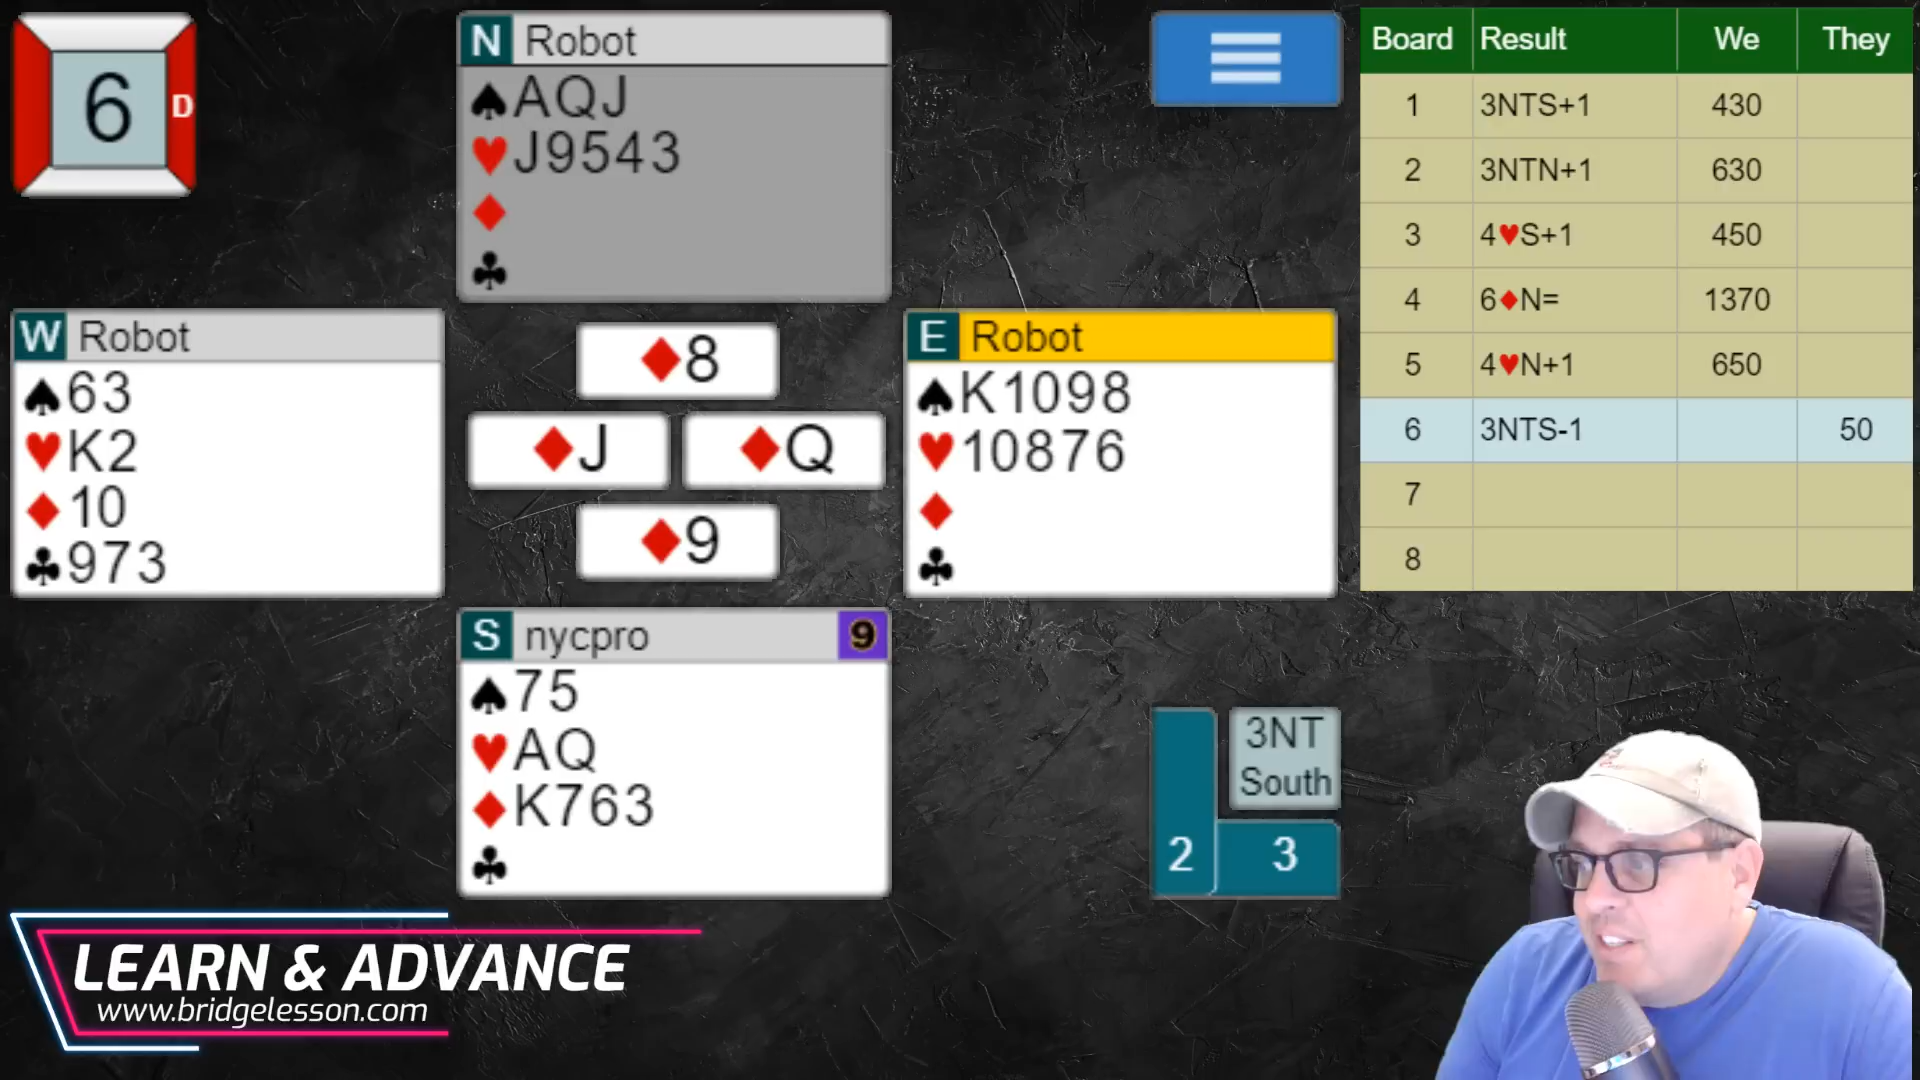 6
D
N Robot
♠AQJ
♥J9543
♦
♣
W Robot
♠63
♥K2
♦10
♣973
♦8
♦J
♦Q
♦9
E Robot
♠K1098
♥10876
♦
♣
S nycpro 9
♠75
♥AQ
♦K763
♣
3NT
South
2 3
Board Result We They
1 3NTS+1 430
2 3NTN+1 630
3 4♥S+1 450
4 6♦N= 1370
5 4♥N+1 650
6 3NTS-1 50
7
8
LEARN & ADVANCE
www.bridgelesson.com